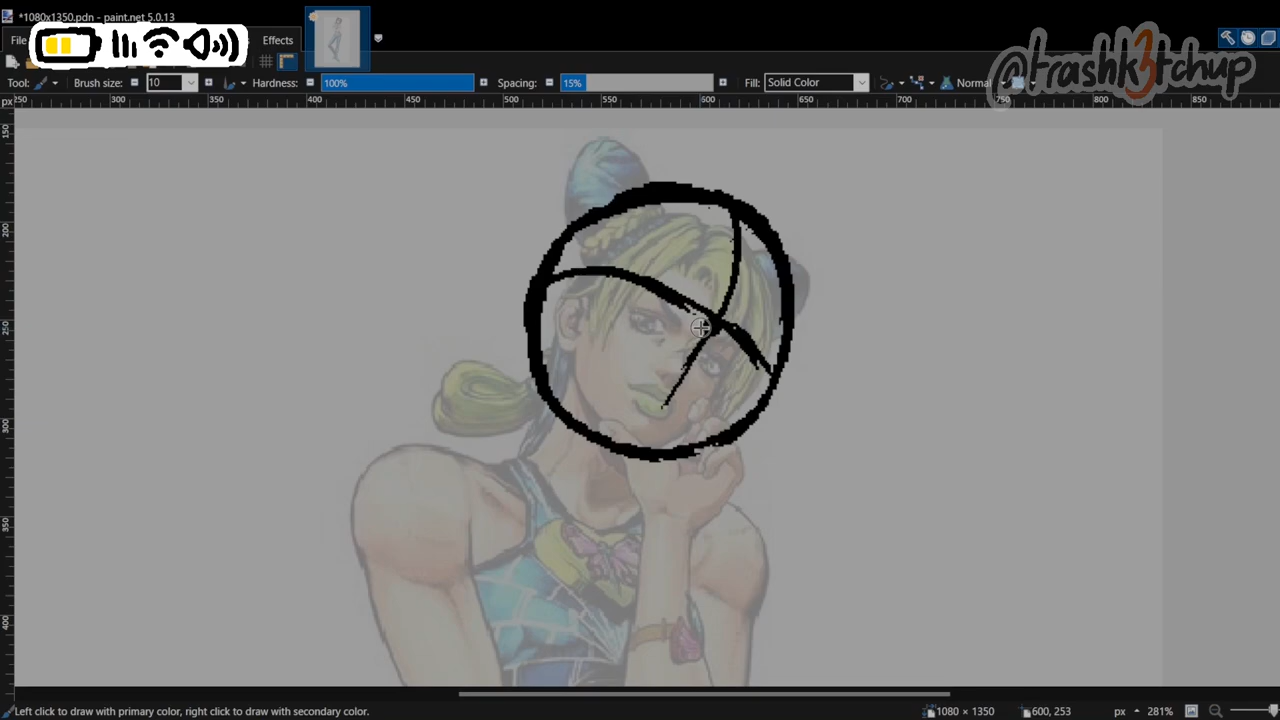 *1080x1350.pdn - paint.net 5.0.13
File
Effects
@trashk3tchup
Tool:
Brush size:
10
Hardness:
100%
Spacing:
15%
Fill:
Solid Color
Normal
px
250
300
350
400
450
500
550
600
650
700
750
800
850
150
200
250
300
350
400
Left click to draw with primary color, right click to draw with secondary color.
1080 × 1350
600, 253
px
281%